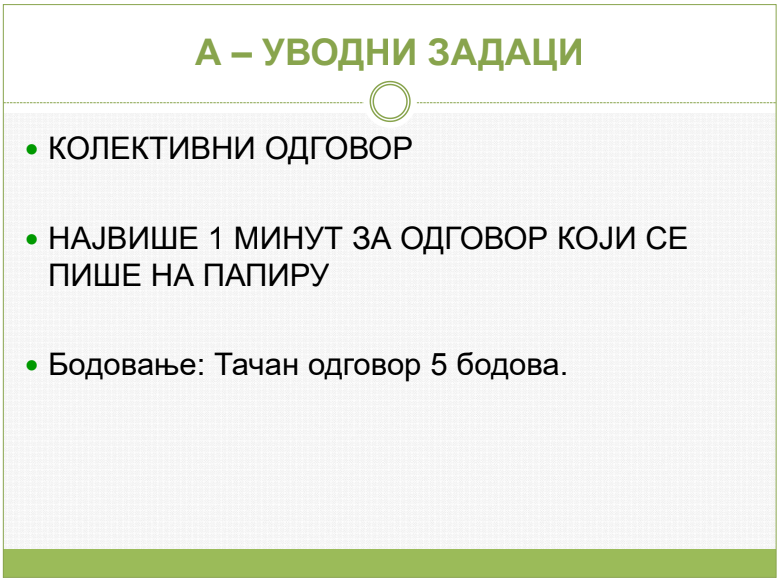 А – УВОДНИ ЗАДАЦИ
• КОЛЕКТИВНИ ОДГОВОР
• НАЈВИШЕ 1 МИНУТ ЗА ОДГОВОР КОЈИ СЕ
ПИШЕ НА ПАПИРУ
• Бодовање: Тачан одговор 5 бодова.